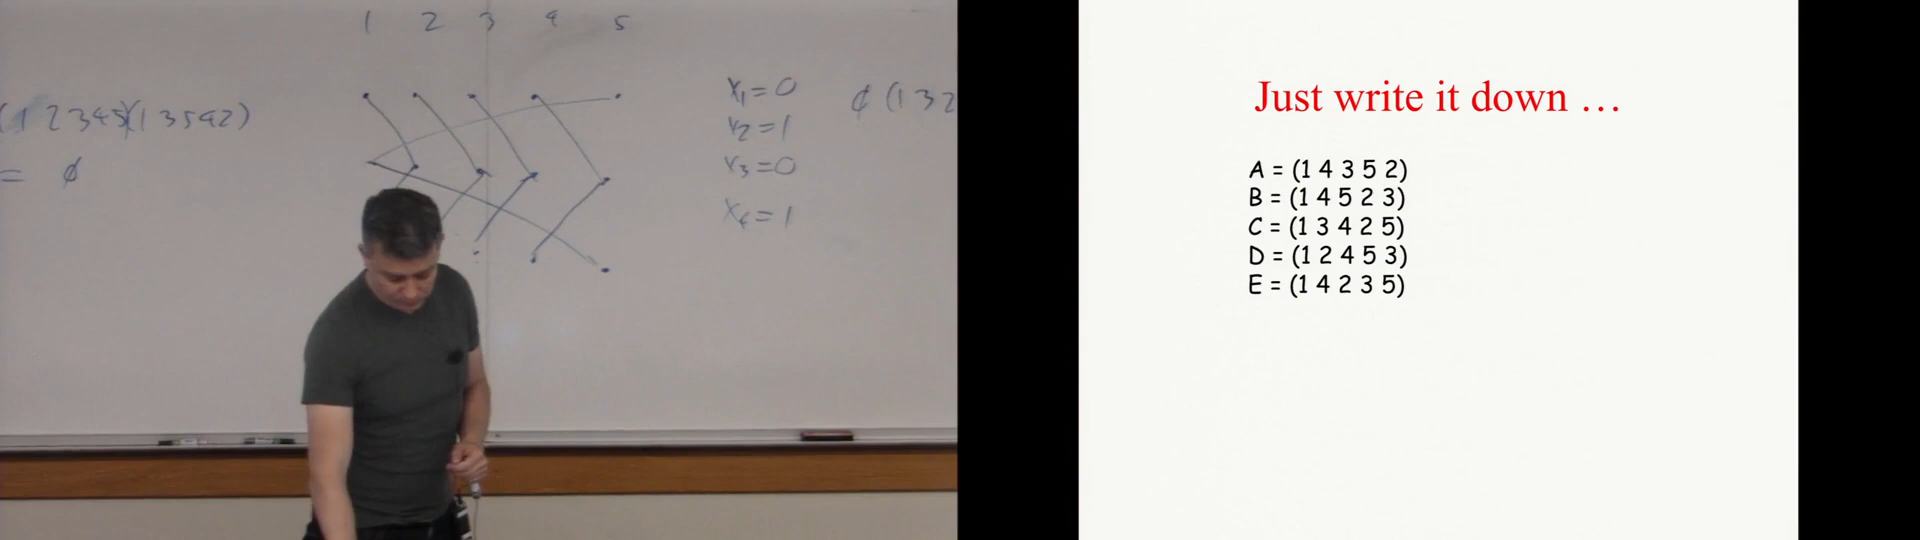 1 2 3 4 5
(1 2 3 4 5)(1 3 5 4 2)
= ¢
x₁=0
x₂=1
x₃=0
x₄=1
¢ (1 3 2
Just write it down …
A = (1 4 3 5 2)
B = (1 4 5 2 3)
C = (1 3 4 2 5)
D = (1 2 4 5 3)
E = (1 4 2 3 5)